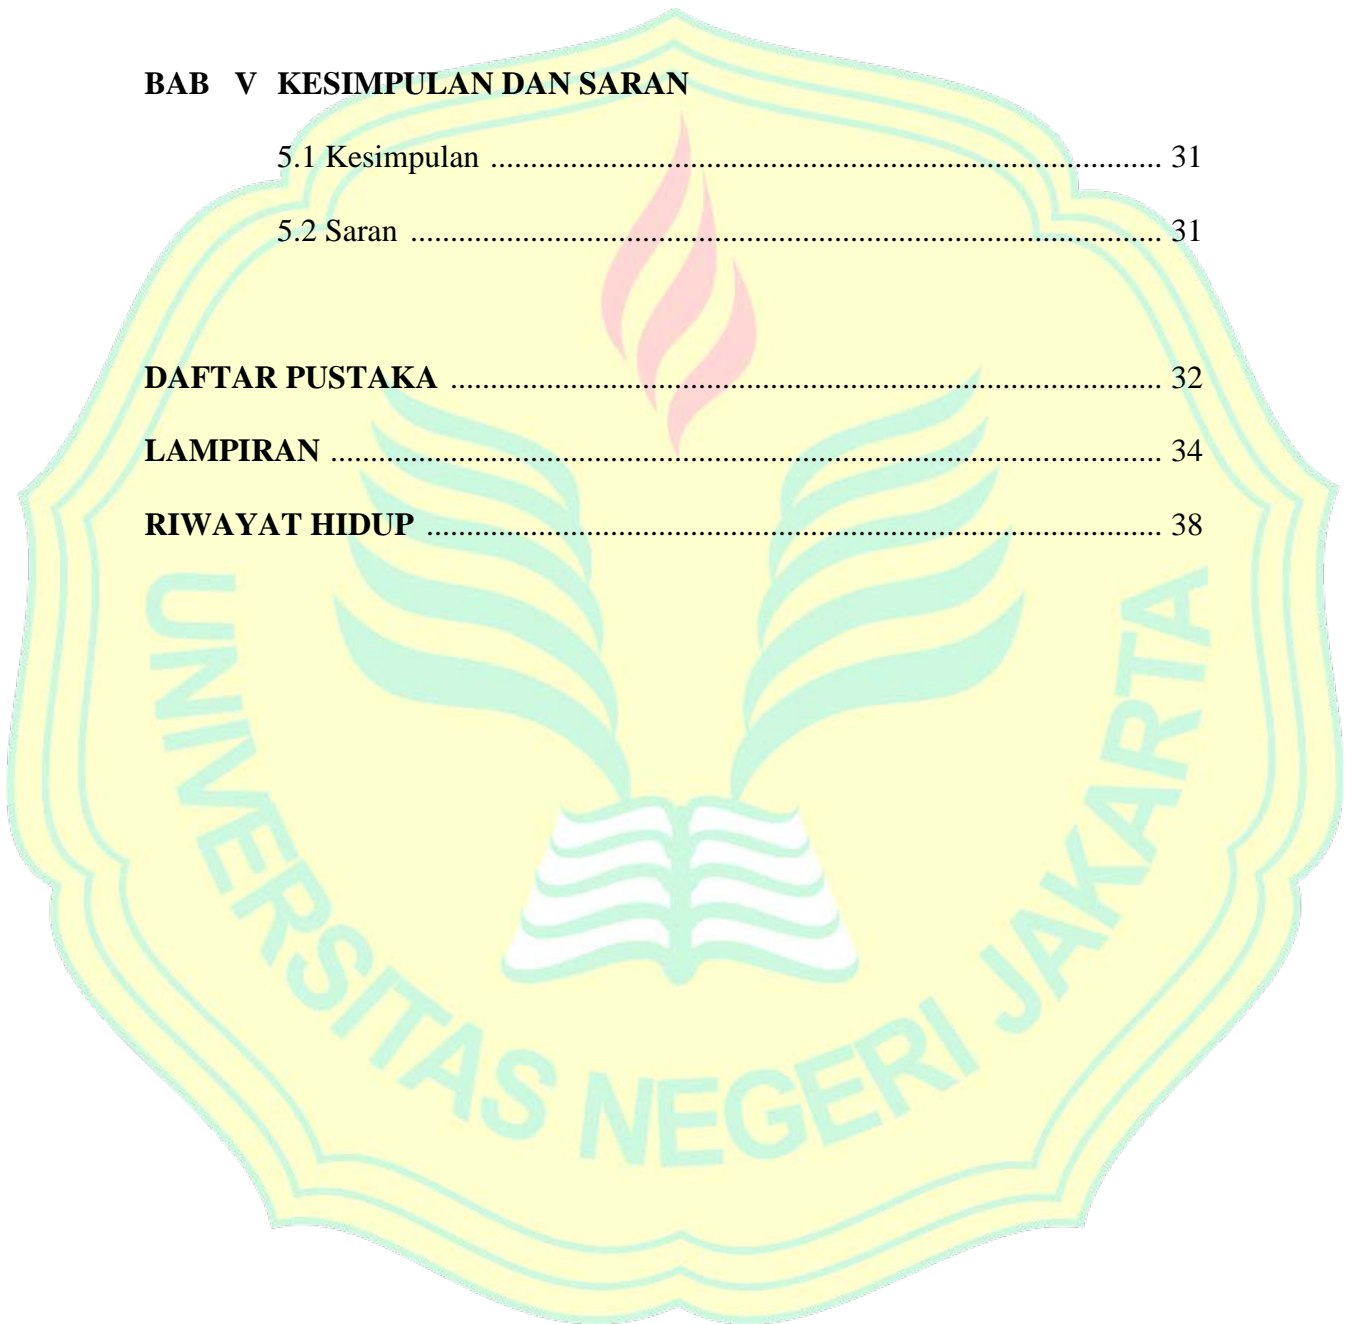 BAB V KESIMPULAN DAN SARAN
5.1 Kesimpulan .................................................................................... 31
5.2 Saran .............................................................................................. 31
DAFTAR PUSTAKA ......................................................................................... 32
LAMPIRAN ........................................................................................................ 34
RIWAYAT HIDUP ............................................................................................ 38
UNIVERSITAS NEGERI JAKARTA